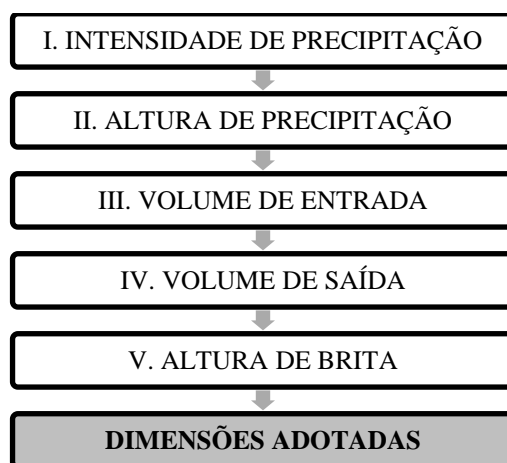 I. INTENSIDADE DE PRECIPITAÇÃO
II. ALTURA DE PRECIPITAÇÃO
III. VOLUME DE ENTRADA
IV. VOLUME DE SAÍDA
V. ALTURA DE BRITA
DIMENSÕES ADOTADAS